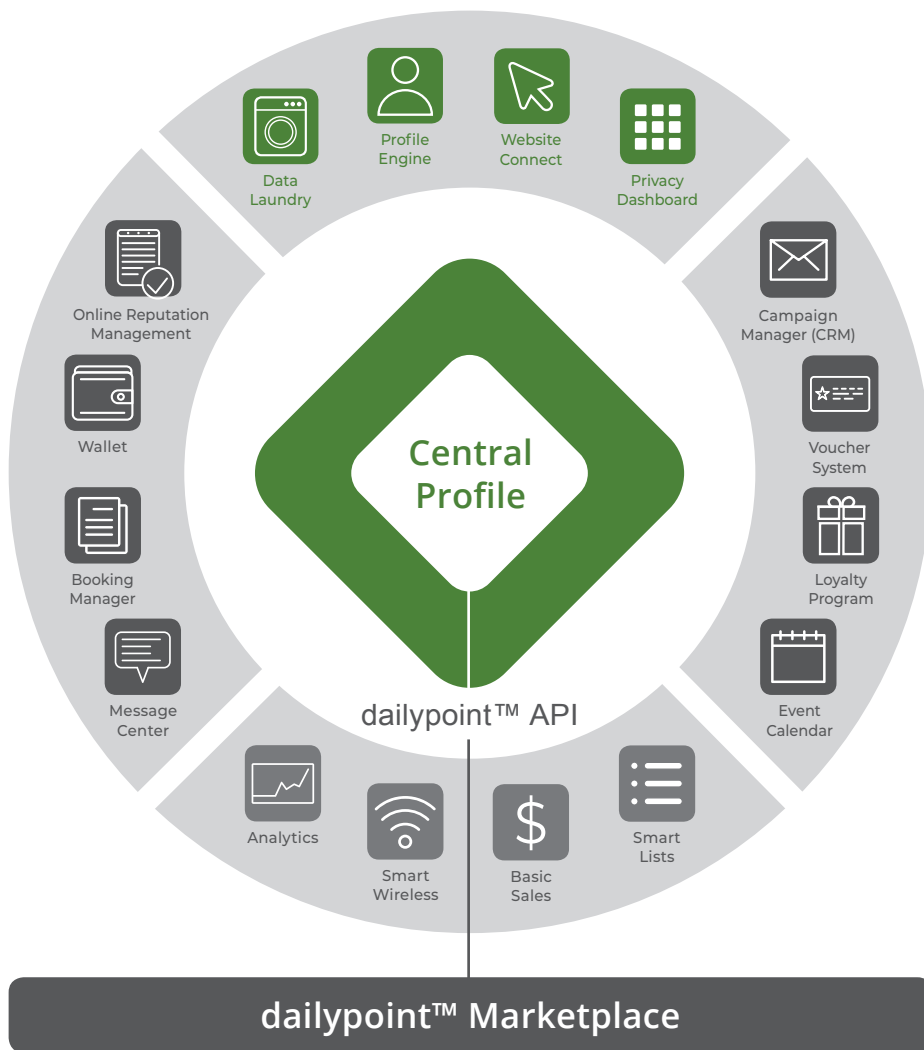 Data
Laundry
Profile
Engine
Website
Connect
Privacy
Dashboard
Online Reputation
Management
Wallet
Booking
Manager
Message
Center
Campaign
Manager (CRM)
Voucher
System
Loyalty
Program
Event
Calendar
Central
Profile
dailypoint™ API
Analytics
Smart
Wireless
$
Basic
Sales
Smart
Lists
dailypoint™ Marketplace